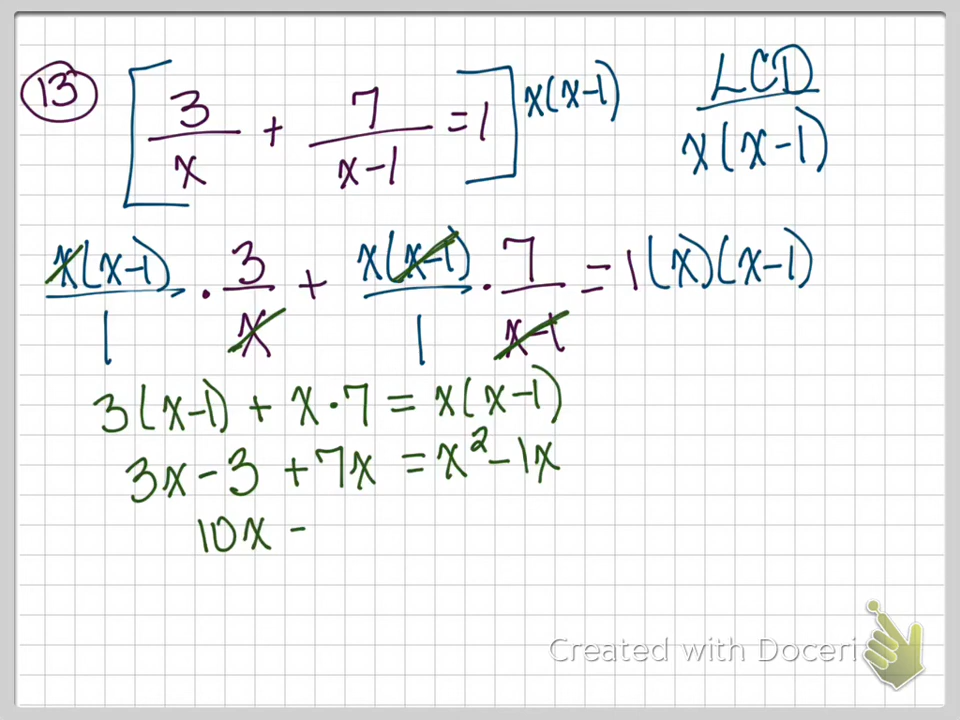 13 [ 3/x + 7/(x-1) = 1 ] x(x-1) LCD x(x-1)
x(x-1)/1 · 3/x + x(x-1)/1 · 7/(x-1) = 1(x)(x-1)
3(x-1) + x·7 = x(x-1)
3x - 3 + 7x = x² - 1x
10x -
Created with Doceri